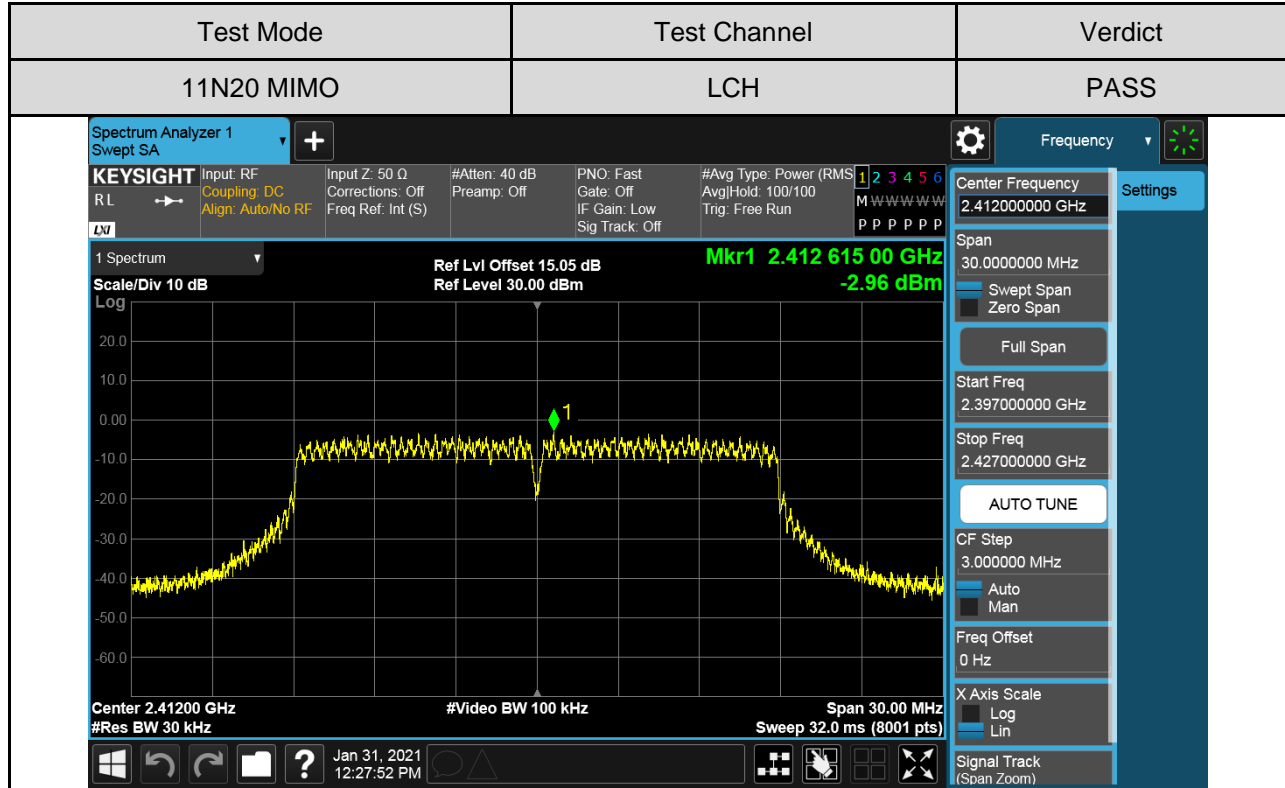 Test Mode Test Channel Verdict
11N20 MIMO LCH PASS
Spectrum Analyzer 1
Swept SA
+
Frequency
KEYSIGHT
R L
LXI
Input: RF
Coupling: DC
Align: Auto/No RF
Input Z: 50 Ω
Corrections: Off
Freq Ref: Int (S)
#Atten: 40 dB
Preamp: Off
PNO: Fast
Gate: Off
IF Gain: Low
Sig Track: Off
#Avg Type: Power (RMS
Avg|Hold: 100/100
Trig: Free Run
1 2 3 4 5 6
M W W W W W
P P P P P P
1 Spectrum
Scale/Div 10 dB
Log
Ref Lvl Offset 15.05 dB
Ref Level 30.00 dBm
Mkr1 2.412 615 00 GHz
-2.96 dBm
20.0
10.0
0.00
-10.0
-20.0
-30.0
-40.0
-50.0
-60.0
1
Center 2.41200 GHz
#Res BW 30 kHz
#Video BW 100 kHz
Span 30.00 MHz
Sweep 32.0 ms (8001 pts)
Jan 31, 2021
12:27:52 PM
?
Settings
Center Frequency
2.412000000 GHz
Span
30.0000000 MHz
Swept Span
Zero Span
Full Span
Start Freq
2.397000000 GHz
Stop Freq
2.427000000 GHz
AUTO TUNE
CF Step
3.000000 MHz
Auto
Man
Freq Offset
0 Hz
X Axis Scale
Log
Lin
Signal Track
(Span Zoom)